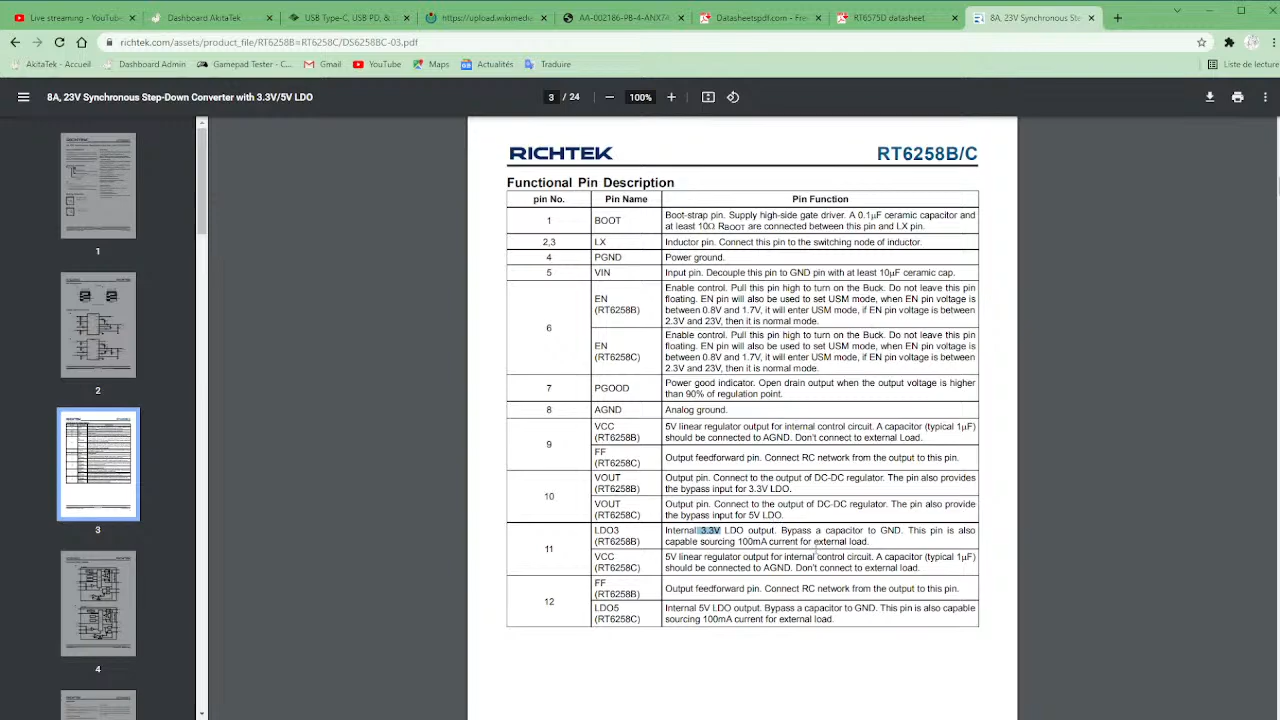 Live streaming - YouTube
Dashboard AkitaTek
USB Type-C, USB PD, &
https://upload.wikimedi
AA-002186-PB-4-ANX74
Datasheetspdf.com - Fre
RT6575D datasheet
8A, 23V Synchronous Ste
richtek.com/assets/product_file/RT6258B=RT6258C/DS6258BC-03.pdf
AkitaTek - Accueil
Dashboard Admin
Gamepad Tester - C...
Gmail
YouTube
Maps
Actualités
Traduire
Liste de lecture
8A, 23V Synchronous Step-Down Converter with 3.3V/5V LDO
3 / 24
100%
1
2
3
4
RICHTEK
RT6258B/C
Functional Pin Description
pin No. Pin Name Pin Function
1 BOOT Boot-strap pin. Supply high-side gate driver. A 0.1μF ceramic capacitor and
at least 10Ω RBOOT are connected between this pin and LX pin.
2,3 LX Inductor pin. Connect this pin to the switching node of inductor.
4 PGND Power ground.
5 VIN Input pin. Decouple this pin to GND pin with at least 10μF ceramic cap.
6
EN
(RT6258B)
Enable control. Pull this pin high to turn on the Buck. Do not leave this pin
floating. EN pin will also be used to set USM mode, when EN pin voltage is
between 0.8V and 1.7V, it will enter USM mode, if EN pin voltage is between
2.3V and 23V, then it is normal mode.
EN
(RT6258C)
Enable control. Pull this pin high to turn on the Buck. Do not leave this pin
floating. EN pin will also be used to set USM mode, when EN pin voltage is
between 0.8V and 1.7V, it will enter USM mode, if EN pin voltage is between
2.3V and 23V, then it is normal mode.
7 PGOOD Power good indicator. Open drain output when the output voltage is higher
than 90% of regulation point.
8 AGND Analog ground.
9
VCC
(RT6258B)
5V linear regulator output for internal control circuit. A capacitor (typical 1μF)
should be connected to AGND. Don't connect to external Load.
FF
(RT6258C)
Output feedforward pin. Connect RC network from the output to this pin.
10
VOUT
(RT6258B)
Output pin. Connect to the output of DC-DC regulator. The pin also provides
the bypass input for 3.3V LDO.
VOUT
(RT6258C)
Output pin. Connect to the output of DC-DC regulator. The pin also provide
the bypass input for 5V LDO.
11
LDO3
(RT6258B)
Internal 3.3V LDO output. Bypass a capacitor to GND. This pin is also
capable sourcing 100mA current for external load.
VCC
(RT6258C)
5V linear regulator output for internal control circuit. A capacitor (typical 1μF)
should be connected to AGND. Don't connect to external load.
12
FF
(RT6258B)
Output feedforward pin. Connect RC network from the output to this pin.
LDO5
(RT6258C)
Internal 5V LDO output. Bypass a capacitor to GND. This pin is also capable
sourcing 100mA current for external load.